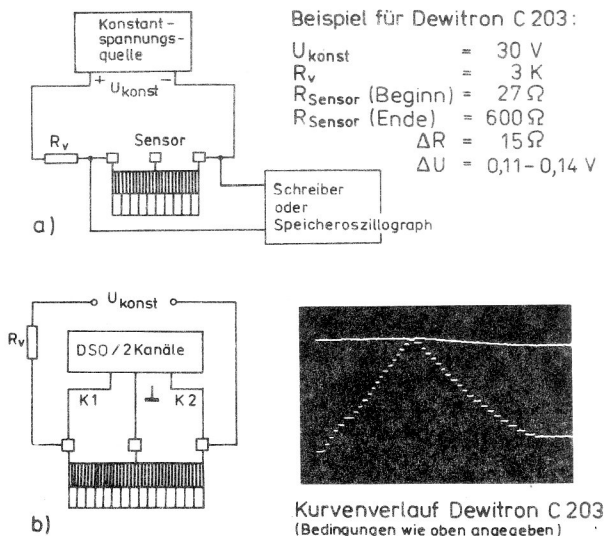 a)
Konstant-
spannungs-
quelle
+ Ukonst −
Rv
Sensor
Schreiber
oder
Speicheroszillograph
Beispiel für Dewitron C 203:
Ukonst = 30 V
Rv = 3 K
RSensor (Beginn) = 27 Ω
RSensor (Ende) = 600 Ω
ΔR = 15 Ω
ΔU = 0,11 – 0,14 V
b)
Ukonst
Rv
DSO / 2 Kanäle
K1
K2
Kurvenverlauf Dewitron C 203
(Bedingungen wie oben angegeben)